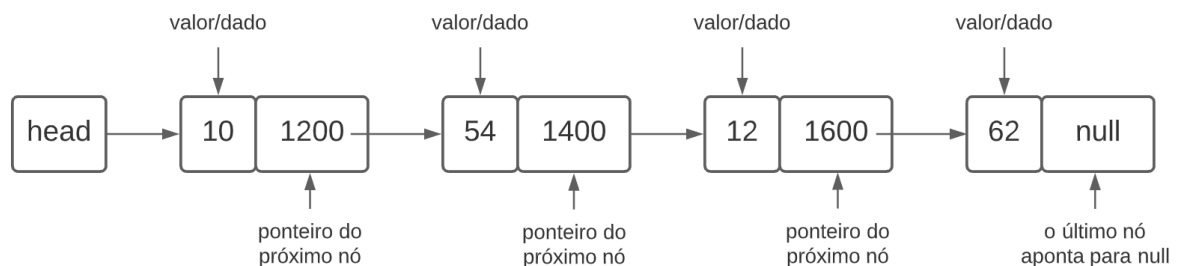 valor/dado
valor/dado
valor/dado
valor/dado
head
10
1200
54
1400
12
1600
62
null
ponteiro do
próximo nó
ponteiro do
próximo nó
ponteiro do
próximo nó
o último nó
aponta para null